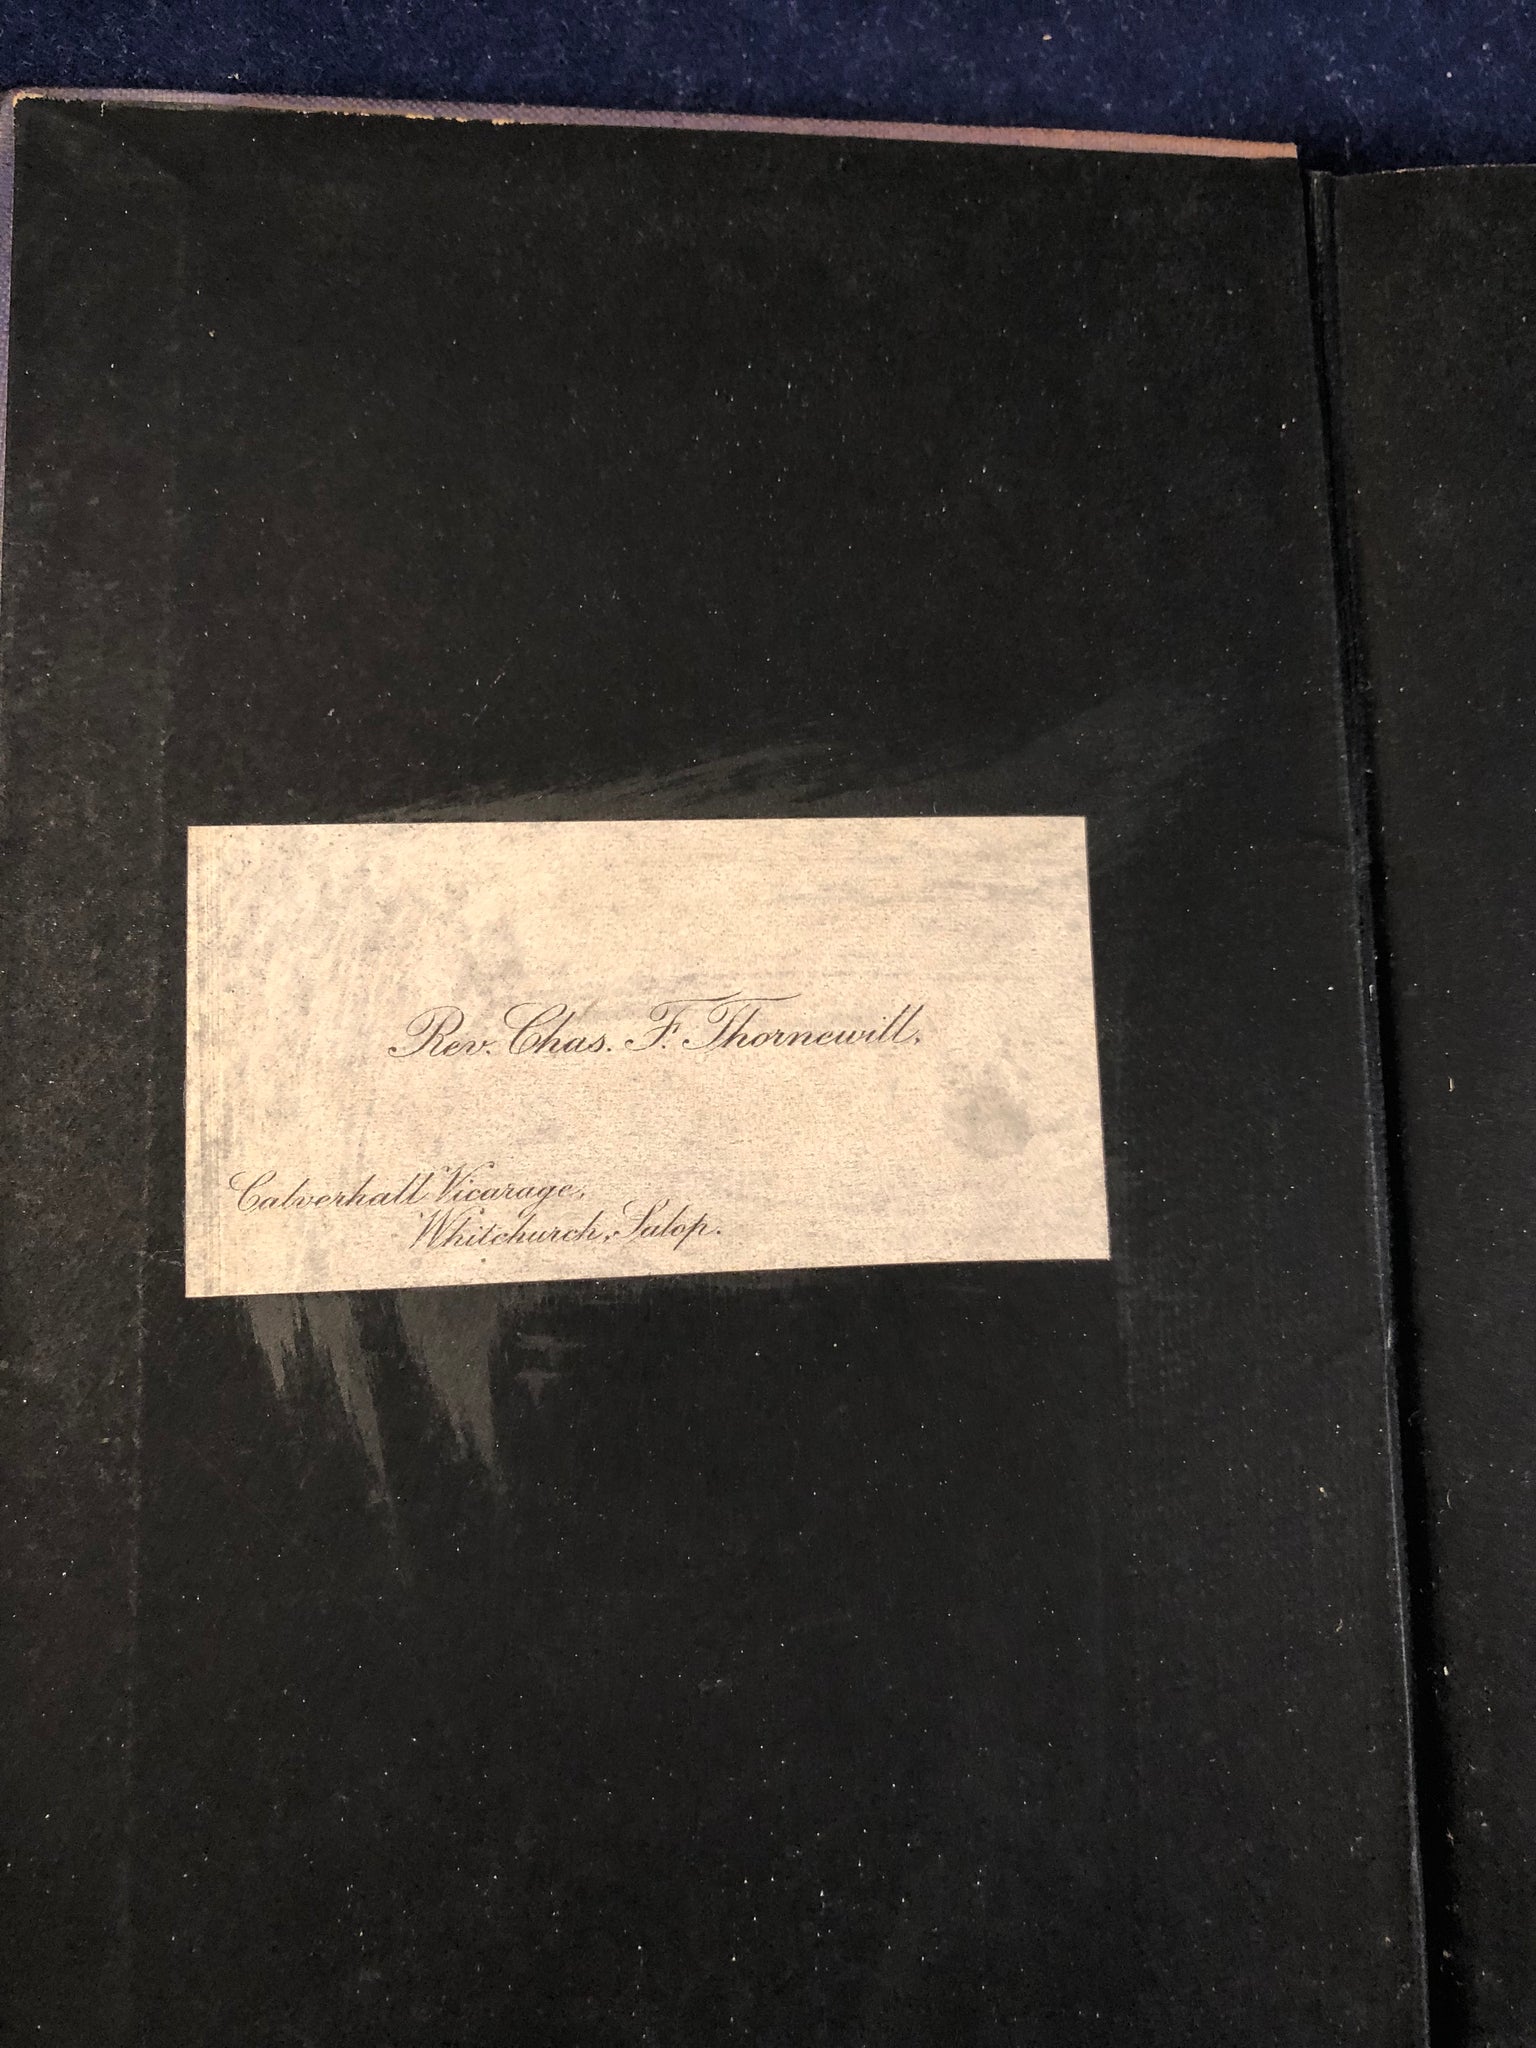 Rev. Chas. F. Thornewill.
Calverhall Vicarage,
Whitchurch, Salop.